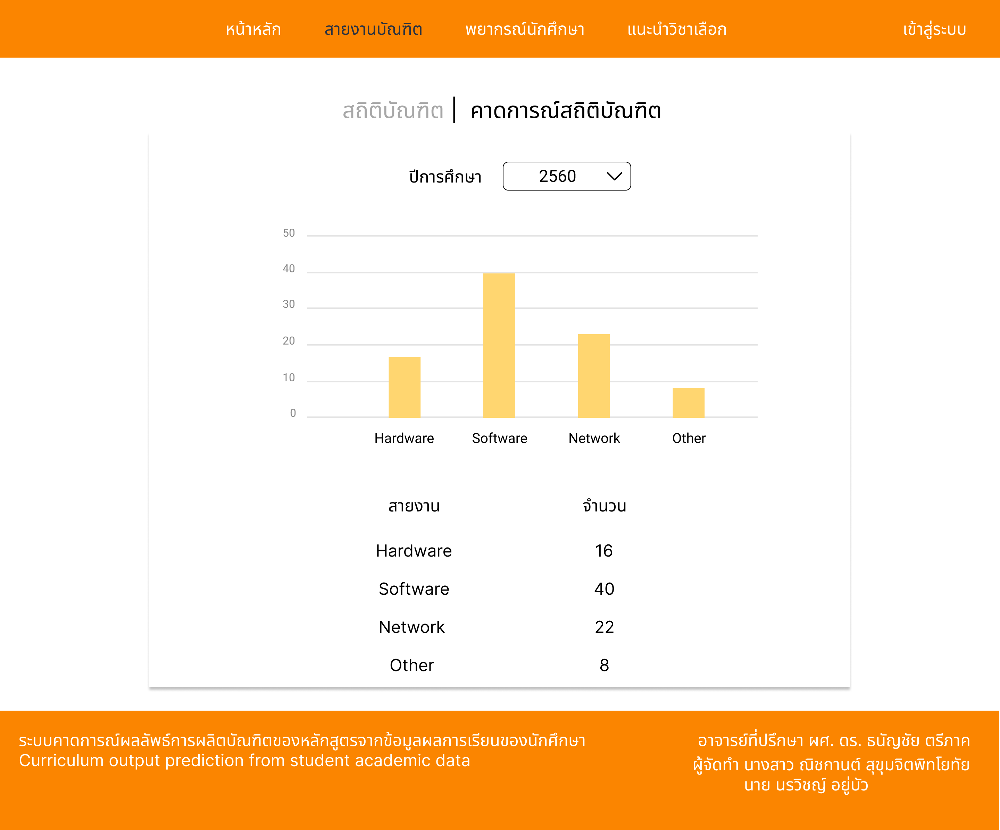 หน้าหลัก สายงานบัณฑิต พยากรณ์นักศึกษา แนะนำวิชาเลือก เข้าสู่ระบบ
สถิติบัณฑิต | คาดการณ์สถิติบัณฑิต
ปีการศึกษา 2560
50
40
30
20
10
0
Hardware Software Network Other
สายงาน จำนวน
Hardware 16
Software 40
Network 22
Other 8
ระบบคาดการณ์ผลลัพธ์การผลิตบัณฑิตของหลักสูตรจากข้อมูลผลการเรียนของนักศึกษา
Curriculum output prediction from student academic data
อาจารย์ที่ปรึกษา ผศ. ดร. ธนัญชัย ตรีภาค
ผู้จัดทำ นางสาว ณิชกานต์ สุขุมจิตพิทโยทัย
นาย นรวิชญ์ อยู่บัว